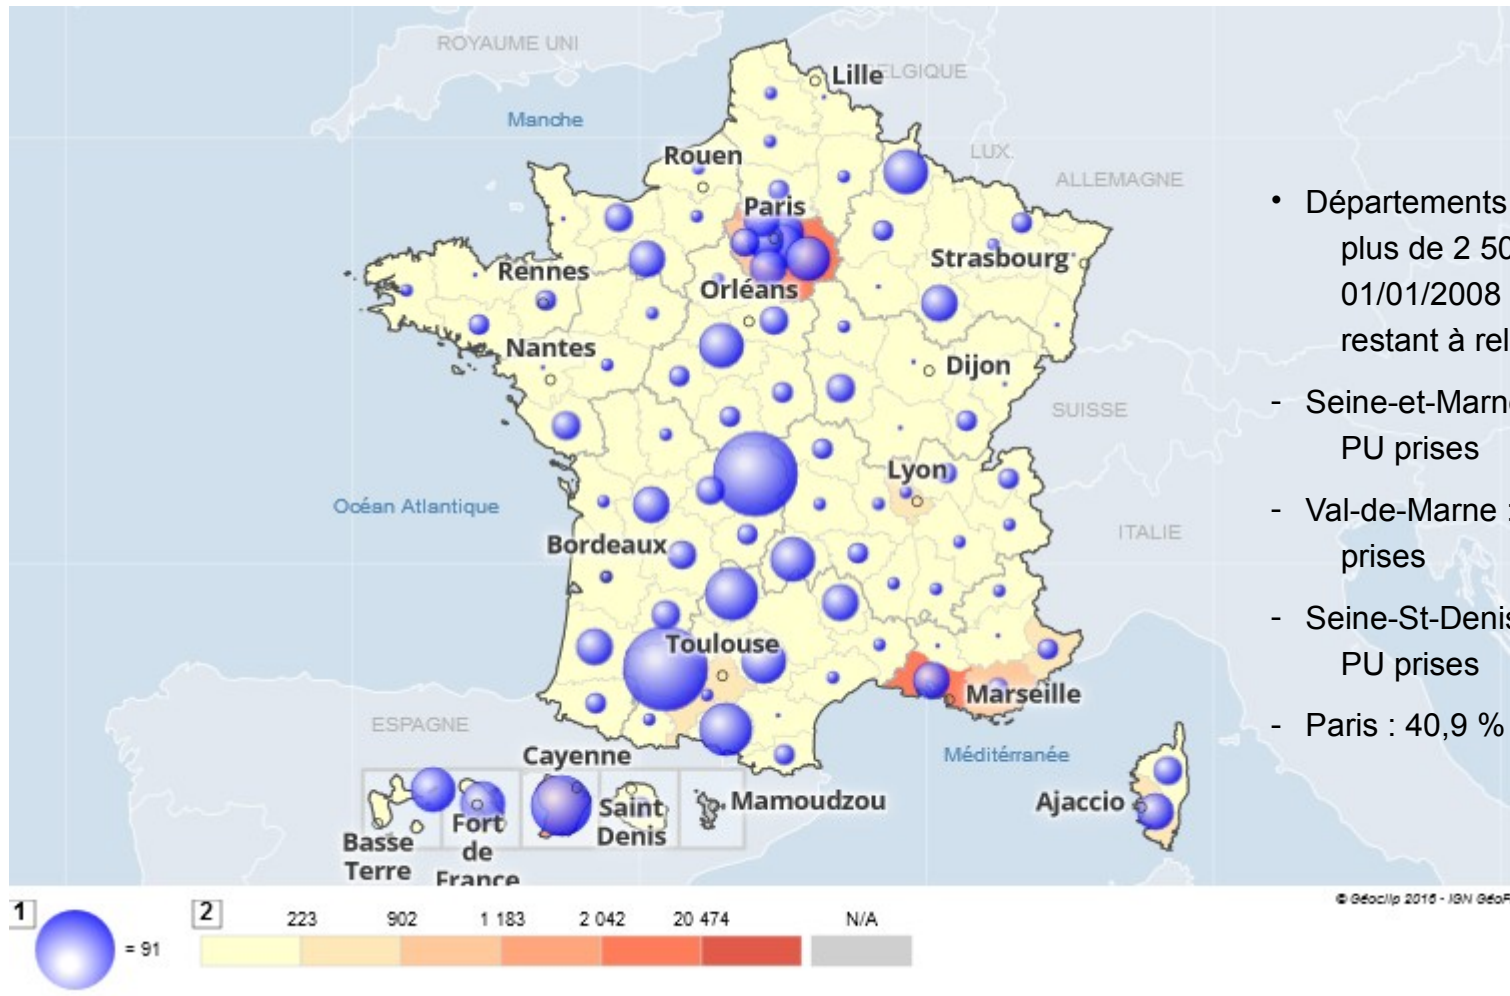 ROYAUME UNI
Lille
BELGIQUE
Manche
Rouen
LUX.
ALLEMAGNE
Paris
Rennes
Strasbourg
Orléans
Nantes
Dijon
SUISSE
Lyon
Océan Atlantique
ITALIE
Bordeaux
Toulouse
Marseille
ESPAGNE
Méditérranée
Cayenne
Ajaccio
Mamoudzou
Saint
Denis
Basse
Terre
Fort
de
France
• Départements
plus de 2 50
01/01/2008
restant à rel
- Seine-et-Marne
PU prises
- Val-de-Marne :
prises
- Seine-St-Denis
PU prises
- Paris : 40,9 %
© Géoclip 2016 - IGN GéoF
1
= 91
2
223 902 1 183 2 042 20 474 N/A